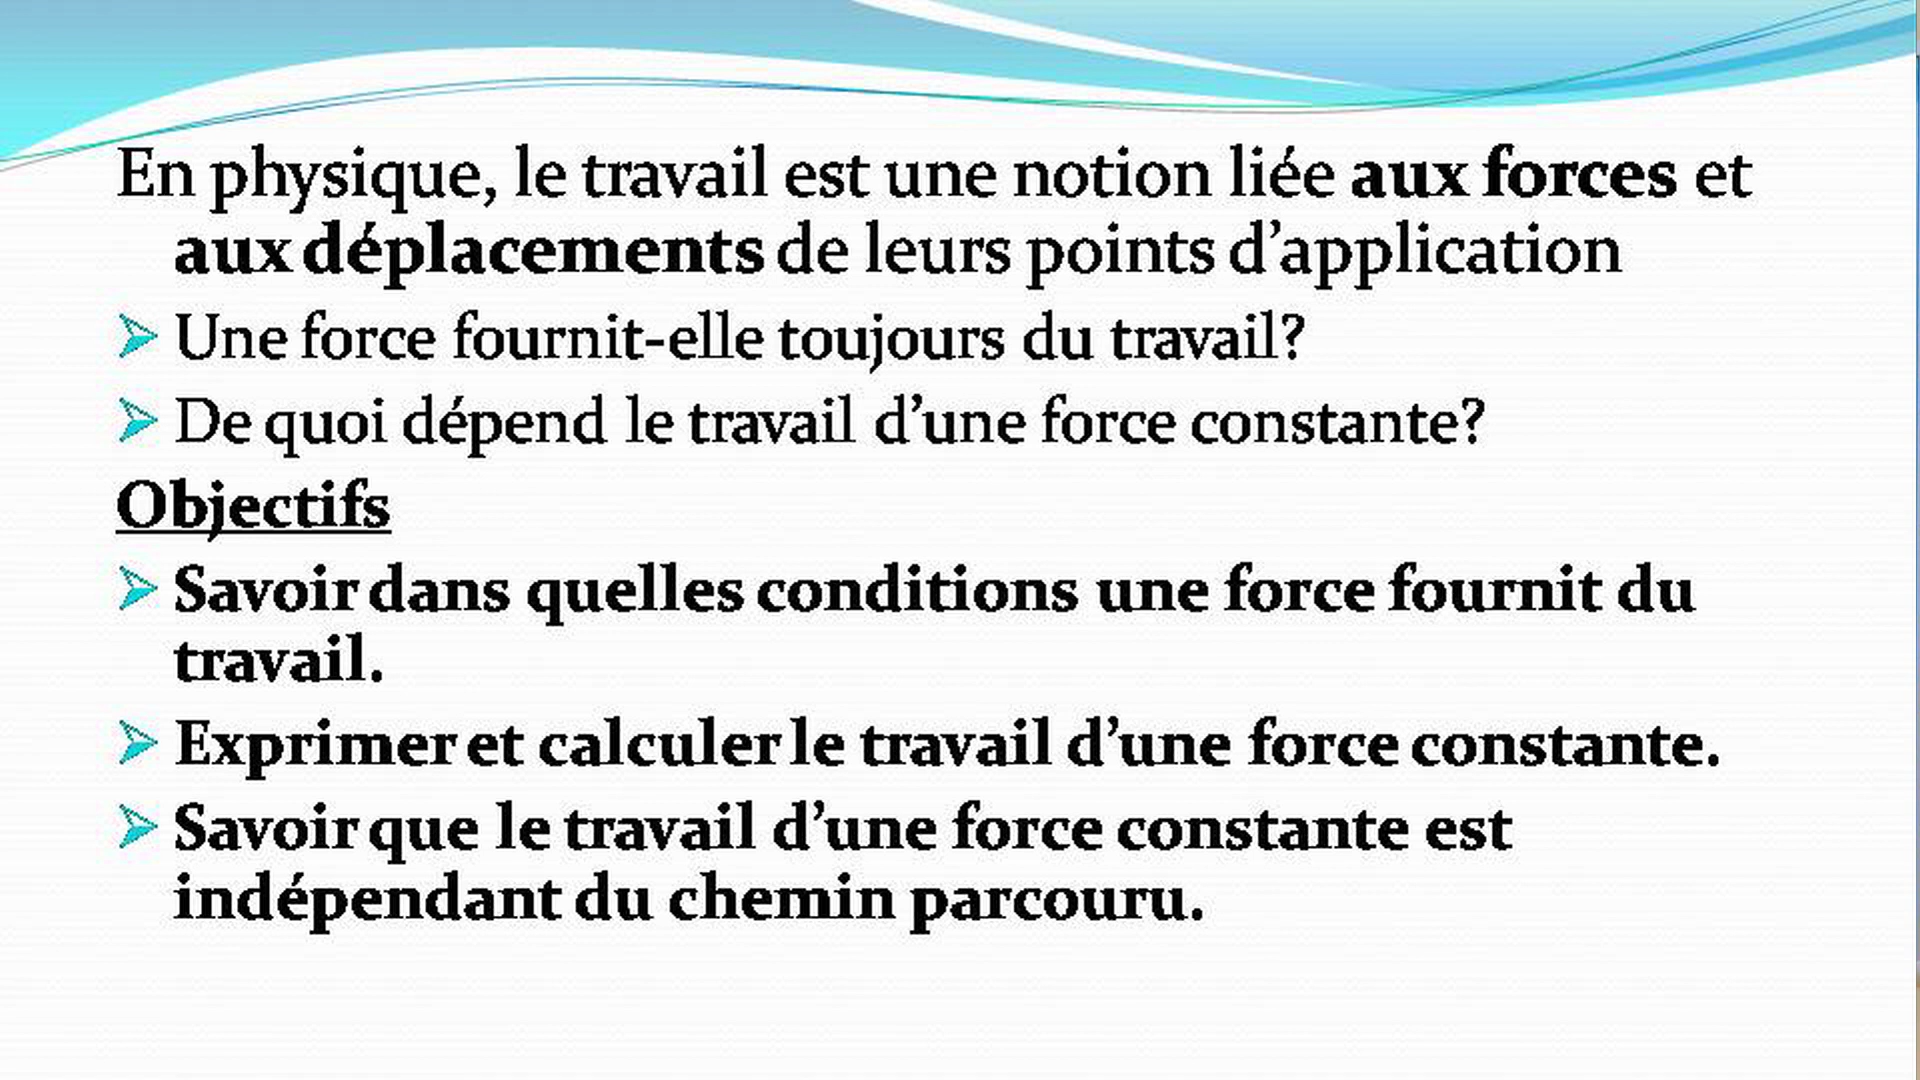 En physique, le travail est une notion liée aux forces et
aux déplacements de leurs points d'application
Une force fournit-elle toujours du travail?
De quoi dépend le travail d'une force constante?
Objectifs
Savoir dans quelles conditions une force fournit du
travail.
Exprimer et calculer le travail d'une force constante.
Savoir que le travail d'une force constante est
indépendant du chemin parcouru.